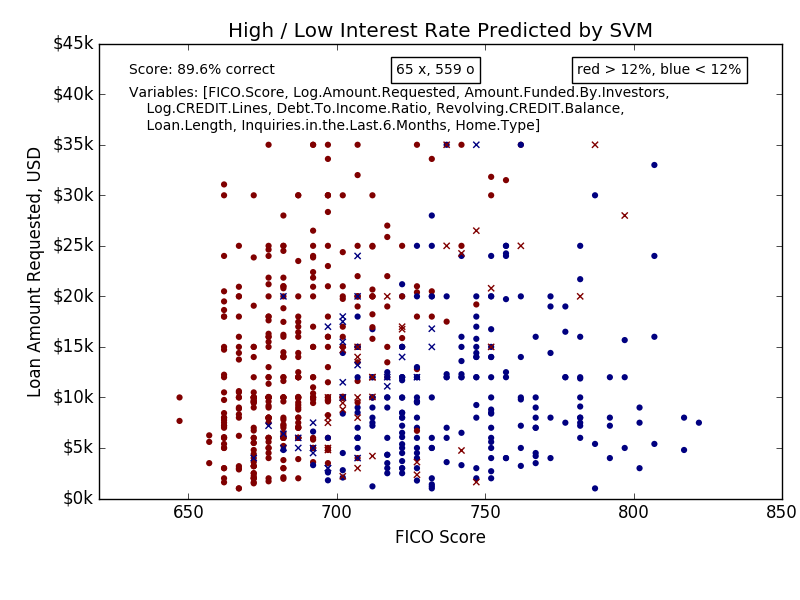 High / Low Interest Rate Predicted by SVM
$45k
Score: 89.6% correct
65 x, 559 o
red > 12%, blue < 12%
$40k
Variables: [FICO.Score, Log.Amount.Requested, Amount.Funded.By.Investors,
Log.CREDIT.Lines, Debt.To.Income.Ratio, Revolving.CREDIT.Balance,
Loan.Length, Inquiries.in.the.Last.6.Months, Home.Type]
$35k
$30k
$25k
$20k
$15k
$10k
$5k
$0k
Loan Amount Requested, USD
650
700
750
800
850
FICO Score